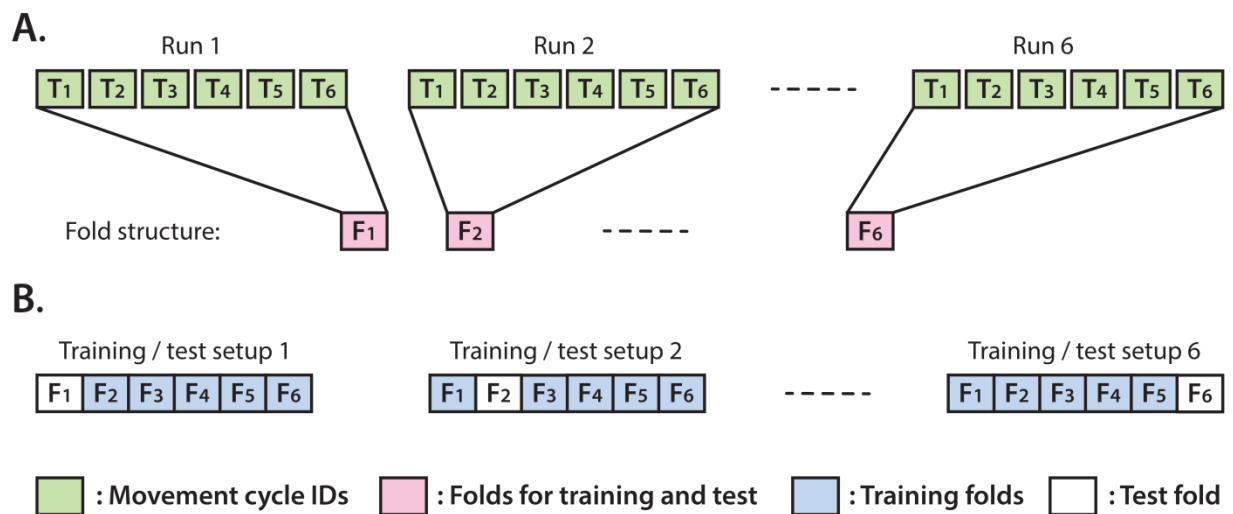 A.
Run 1 Run 2 Run 6
T1 T2 T3 T4 T5 T6 T1 T2 T3 T4 T5 T6 ----- T1 T2 T3 T4 T5 T6
Fold structure: F1 F2 ----- F6
B.
Training / test setup 1 Training / test setup 2 Training / test setup 6
F1 F2 F3 F4 F5 F6 F1 F2 F3 F4 F5 F6 ----- F1 F2 F3 F4 F5 F6
: Movement cycle IDs : Folds for training and test : Training folds : Test fold